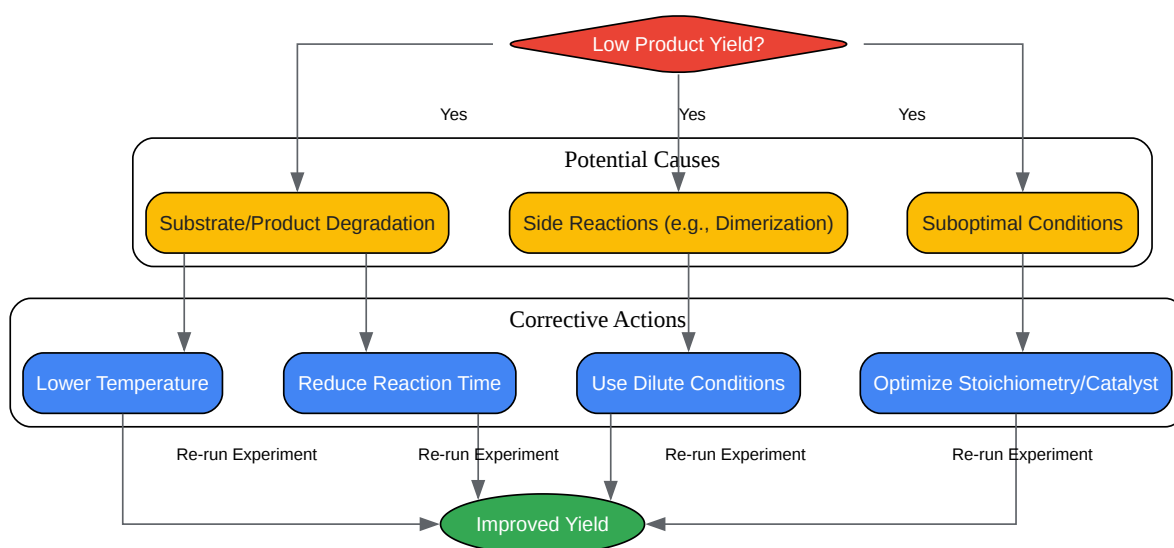 Low Product Yield?
Yes
Yes
Yes
Potential Causes
Substrate/Product Degradation
Side Reactions (e.g., Dimerization)
Suboptimal Conditions
Corrective Actions
Lower Temperature
Reduce Reaction Time
Use Dilute Conditions
Optimize Stoichiometry/Catalyst
Re-run Experiment
Re-run Experiment
Re-run Experiment
Re-run Experiment
Improved Yield